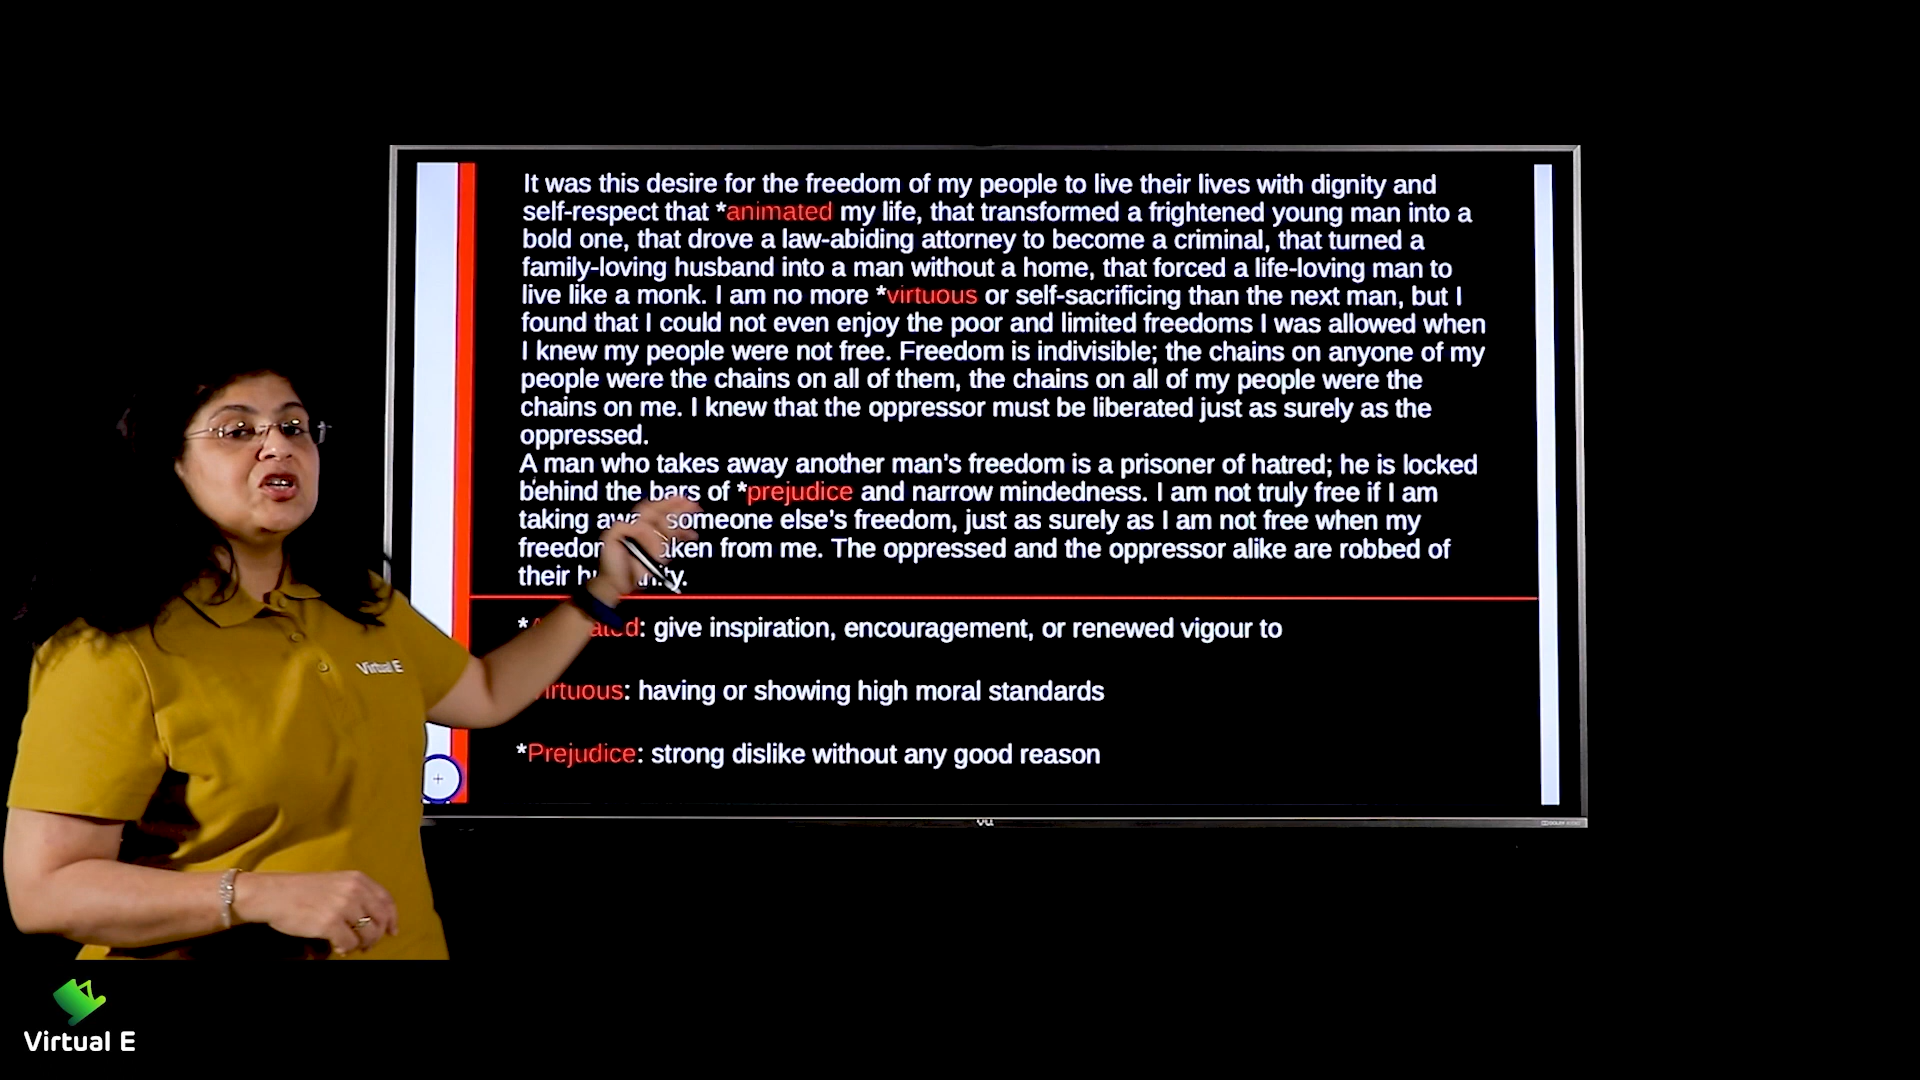 It was this desire for the freedom of my people to live their lives with dignity and
self-respect that *animated my life, that transformed a frightened young man into a
bold one, that drove a law-abiding attorney to become a criminal, that turned a
family-loving husband into a man without a home, that forced a life-loving man to
live like a monk. I am no more *virtuous or self-sacrificing than the next man, but I
found that I could not even enjoy the poor and limited freedoms I was allowed when
I knew my people were not free. Freedom is indivisible; the chains on anyone of my
people were the chains on all of them, the chains on all of my people were the
chains on me. I knew that the oppressor must be liberated just as surely as the
oppressed.
A man who takes away another man's freedom is a prisoner of hatred; he is locked
behind the bars of *prejudice and narrow mindedness. I am not truly free if I am
taking away someone else's freedom, just as surely as I am not free when my
from me. The oppressed and the oppressor alike are robbed of
their
: give inspiration, encouragement, or renewed vigour to
Virtuous: having or showing high moral standards
*Prejudice: strong dislike without any good reason
Virtual E
vu
Virtual E